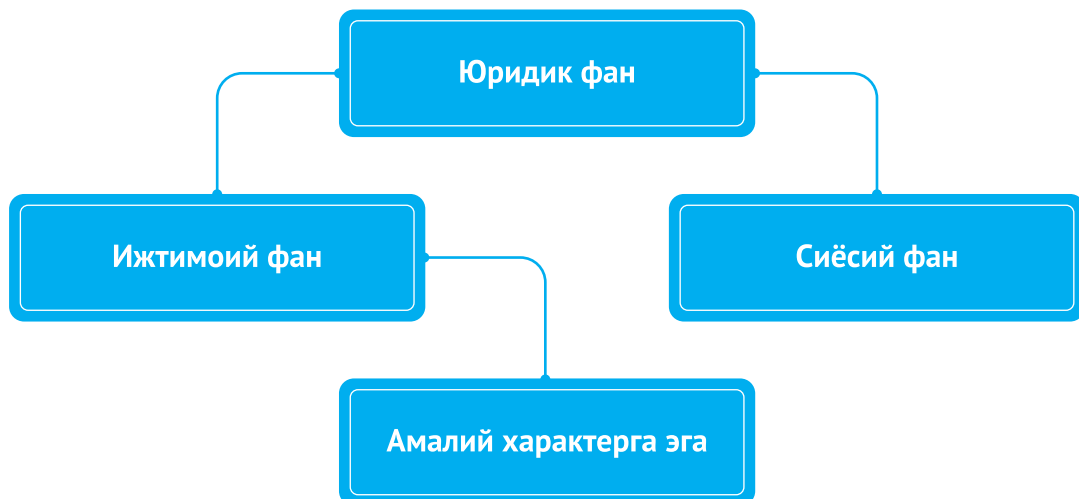 Юридик фан
Ижтимоий фан
Сиёсий фан
Амалий характерга эга